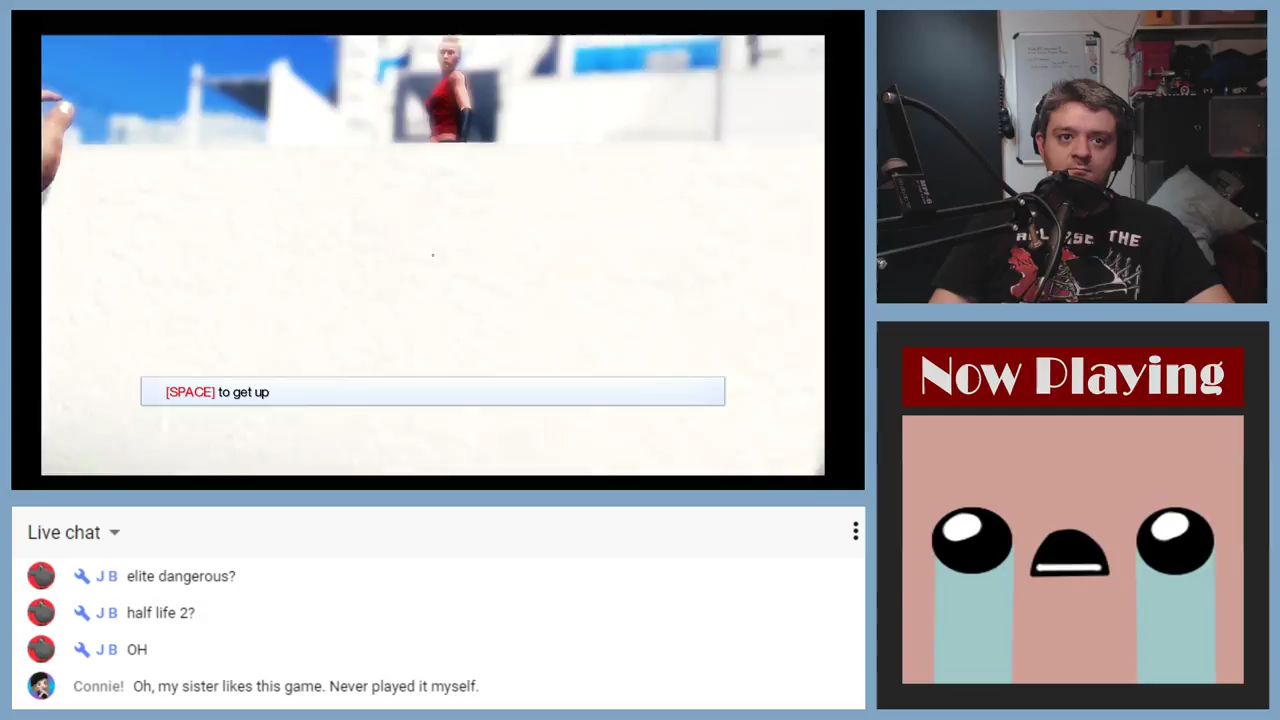 [SPACE] to get up
THE
Now Playing
Live chat
J B elite dangerous?
J B half life 2?
J B OH
Connie! Oh, my sister likes this game. Never played it myself.